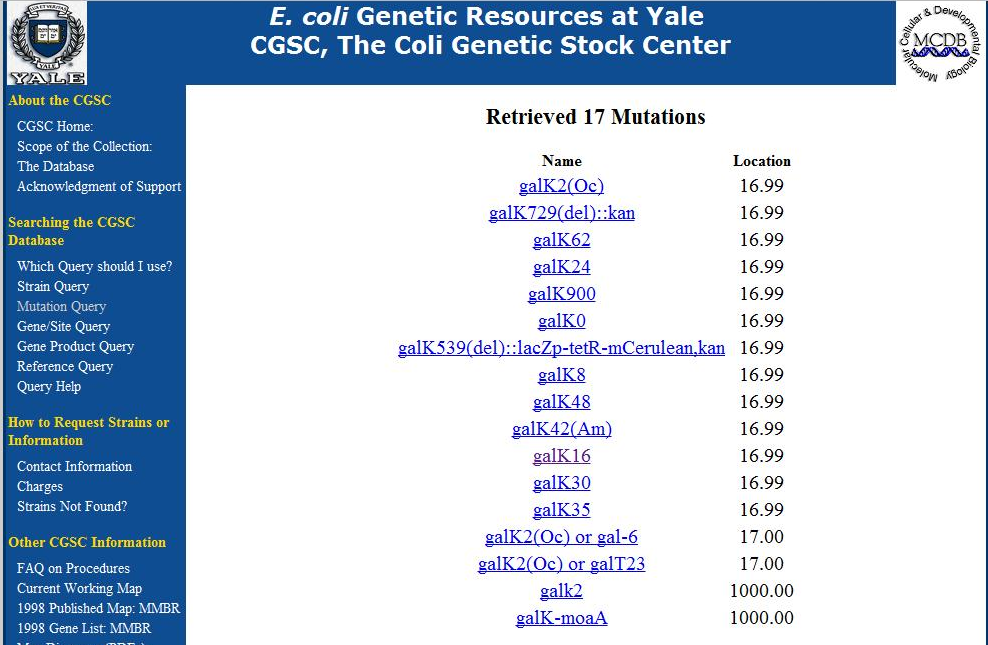 E. coli Genetic Resources at Yale
CGSC, The Coli Genetic Stock Center
YALE
YALE
MCDB
Molecular, Cellular & Developmental Biology
About the CGSC
CGSC Home:
Scope of the Collection:
The Database
Acknowledgment of Support
Searching the CGSC
Database
Which Query should I use?
Strain Query
Mutation Query
Gene/Site Query
Gene Product Query
Reference Query
Query Help
How to Request Strains or
Information
Contact Information
Charges
Strains Not Found?
Other CGSC Information
FAQ on Procedures
Current Working Map
1998 Published Map: MMBR
1998 Gene List: MMBR
Retrieved 17 Mutations
Name Location
galK2(Oc) 16.99
galK729(del)::kan 16.99
galK62 16.99
galK24 16.99
galK900 16.99
galK0 16.99
galK539(del)::lacZp-tetR-mCerulean,kan 16.99
galK8 16.99
galK48 16.99
galK42(Am) 16.99
galK16 16.99
galK30 16.99
galK35 16.99
galK2(Oc) or gal-6 17.00
galK2(Oc) or galT23 17.00
galk2 1000.00
galK-moaA 1000.00